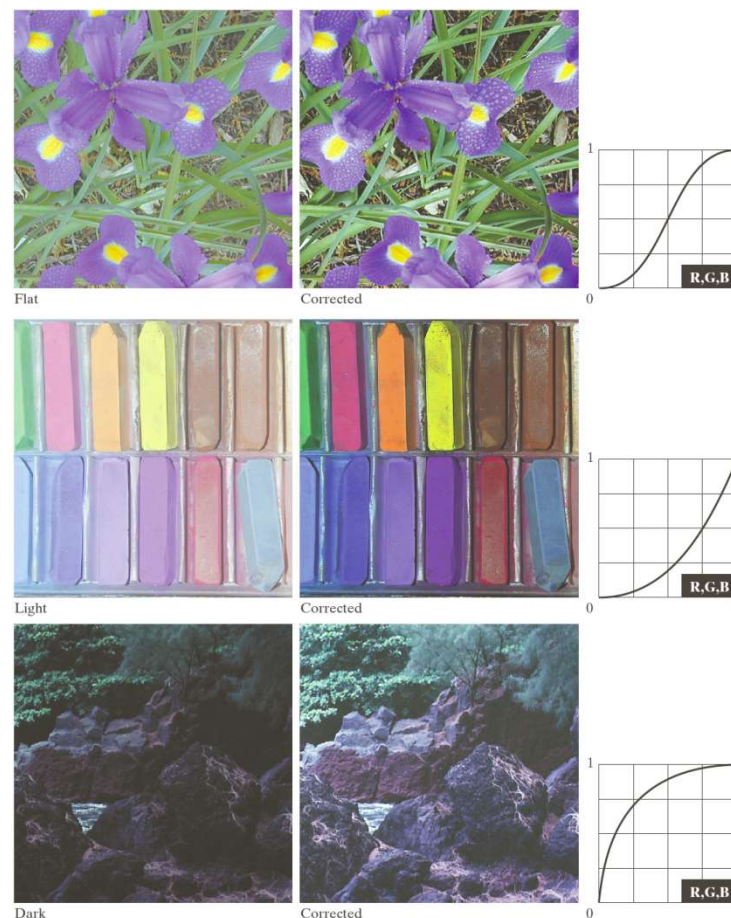 1
R,G,B
0
Flat Corrected
1
R,G,B
0
Light Corrected
1
R,G,B
0
Dark Corrected